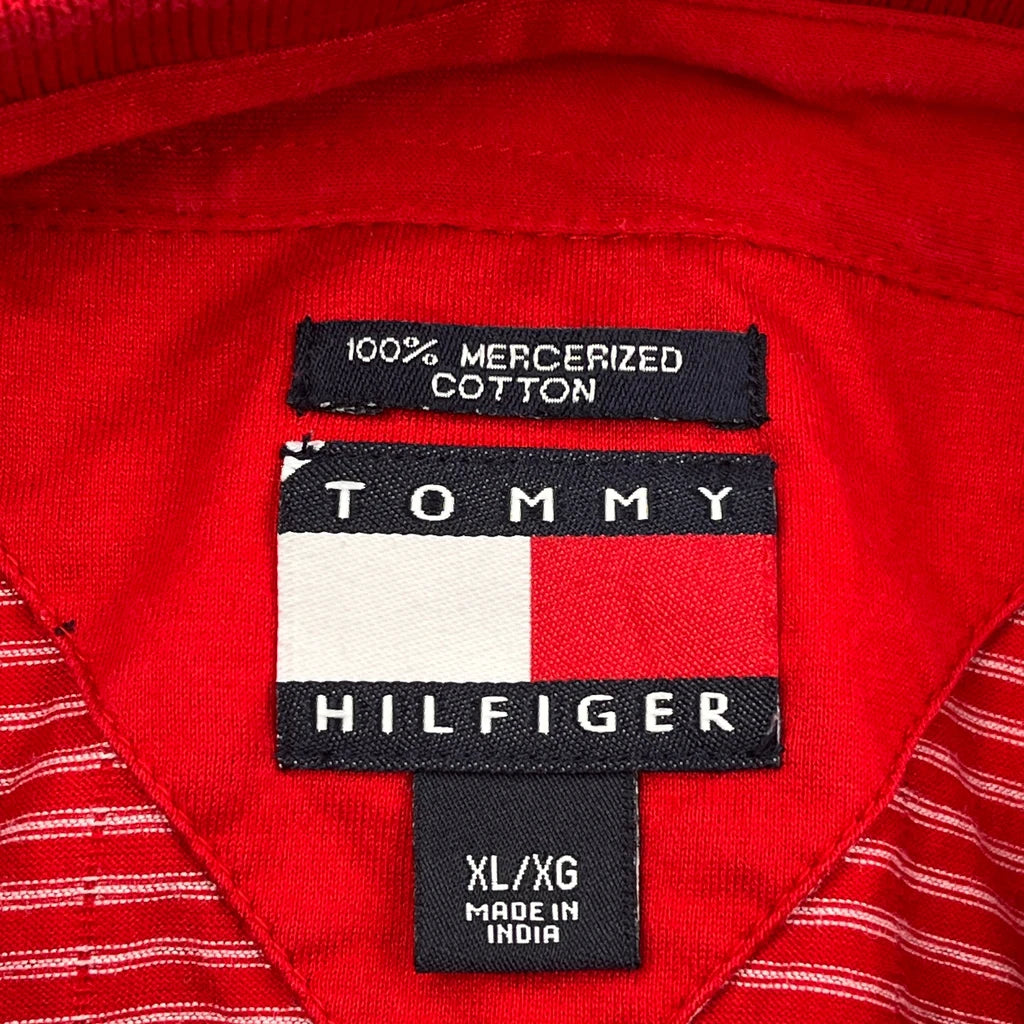 100% MERCERIZED
COTTON
TOMMY
HILFIGER
XL/XG
MADE IN
INDIA